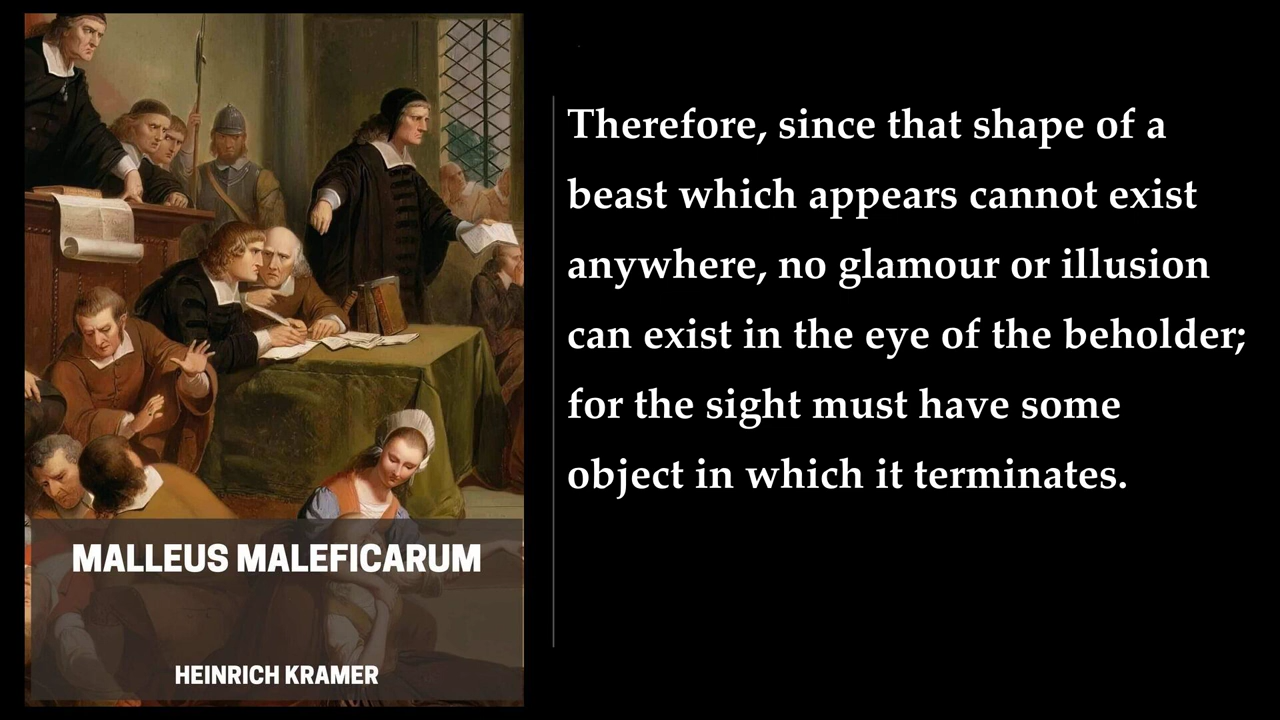 MALLEUS MALEFICARUM
HEINRICH KRAMER
Therefore, since that shape of a
beast which appears cannot exist
anywhere, no glamour or illusion
can exist in the eye of the beholder;
for the sight must have some
object in which it terminates.